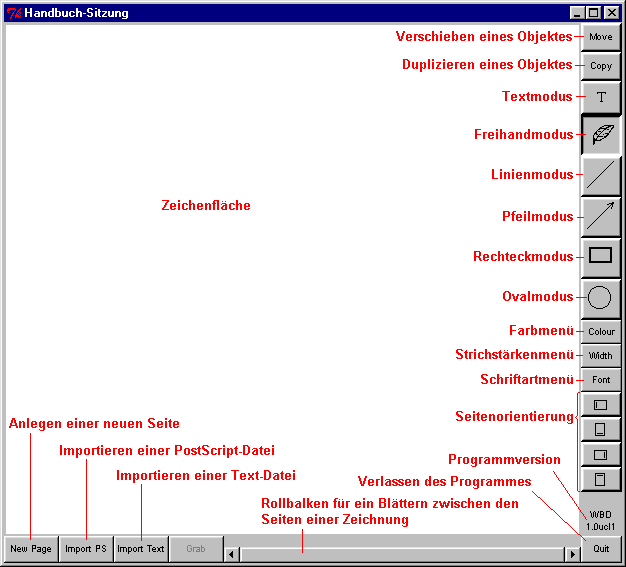 Handbuch-Sitzung
Verschieben eines Objektes
Move
Duplizieren eines Objektes
Copy
Textmodus
T
Freihandmodus
Linienmodus
Zeichenfläche
Pfeilmodus
Rechteckmodus
Ovalmodus
Farbmenü
Colour
Strichstärkenmenü
Width
Schriftartmenü
Font
Seitenorientierung
Anlegen einer neuen Seite
Importieren einer PostScript-Datei
Programmversion
Importieren einer Text-Datei
Verlassen des Programmes
Rollbalken für ein Blättern zwischen den
Seiten einer Zeichnung
WBD
1.0ucl1
New Page
Import PS
Import Text
Grab
Quit